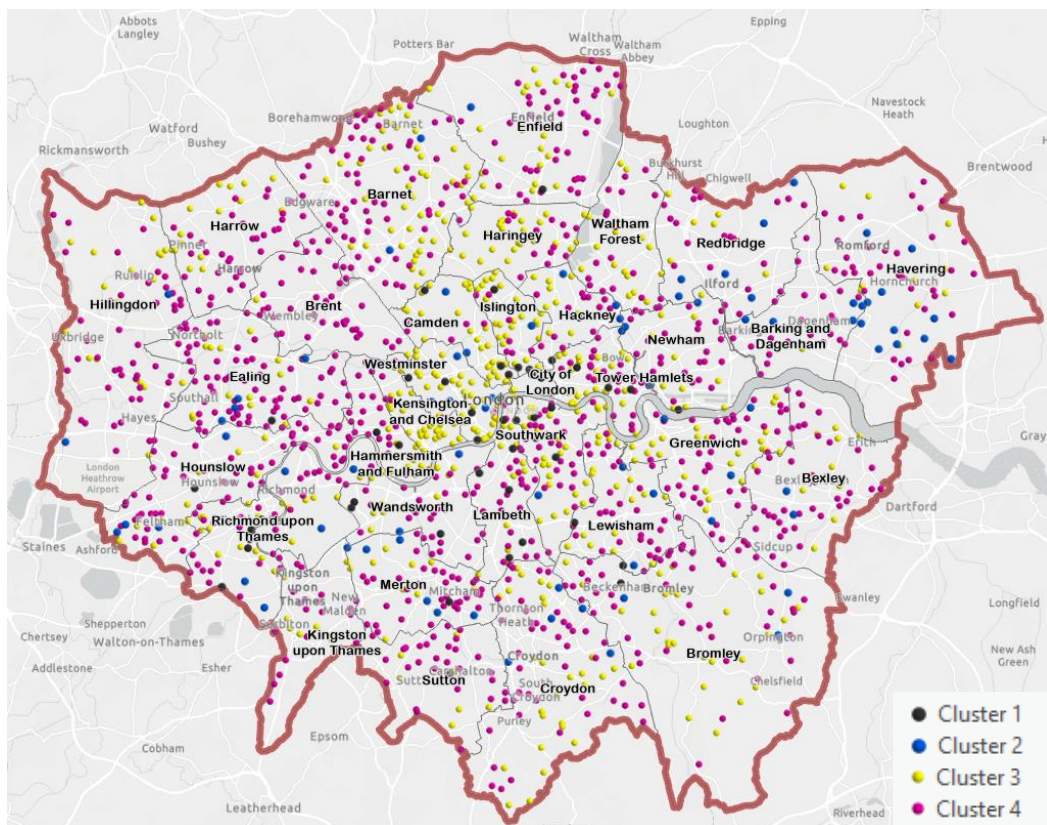 Abbots
Langley
Epping
Potters Bar
Waltham
Cross
Waltham
Abbey
Navestock
Heath
Watford
Borehamwood
Barnet
Enfield
Enfield
Loughton
Bushey
Rickmansworth
Buckhurst
Hill
Chigwell
Brentwood
Barnet
Edgware
Haringey
Waltham
Forest
Redbridge
Romford
Harrow
Pinner
Harrow
Havering
Hornchurch
Ruislip
Ilford
Hillingdon
Brent
Islington
Hackney
Camden
Wembley
Dagenham
Barking
Barking and
Dagenham
Uxbridge
Northolt
Newham
Bow
Westminster
Ealing
City of
London
Tower Hamlets
Southall
Kensington
and Chelsea
London
Hayes
Southwark
Greenwich
Erith
Gray
London
Heathrow
Airport
Hounslow
Hounslow
Hammersmith
and Fulham
Richmond
Bexley
Dartford
Wandsworth
Lambeth
Lewisham
Feltham
Richmond upon
Thames
Staines
Ashford
Sidcup
Kingston
upon
Thames
New
Malden
Merton
Mitcham
Beckenham
Bromley
Swanley
Longfield
Shepperton
Walton-on-Thames
Thornton
Heath
Surbiton
Kingston
upon Thames
Orpington
Chertsey
Addlestone
Esher
Bromley
New Ash
Green
Croydon
Carshalton
Sutton
South
Croydon
Croydon
Chelsfield
Purley
Epsom
Cobham
Leatherhead
Riverhead
Cluster 1
Cluster 2
Cluster 3
Cluster 4